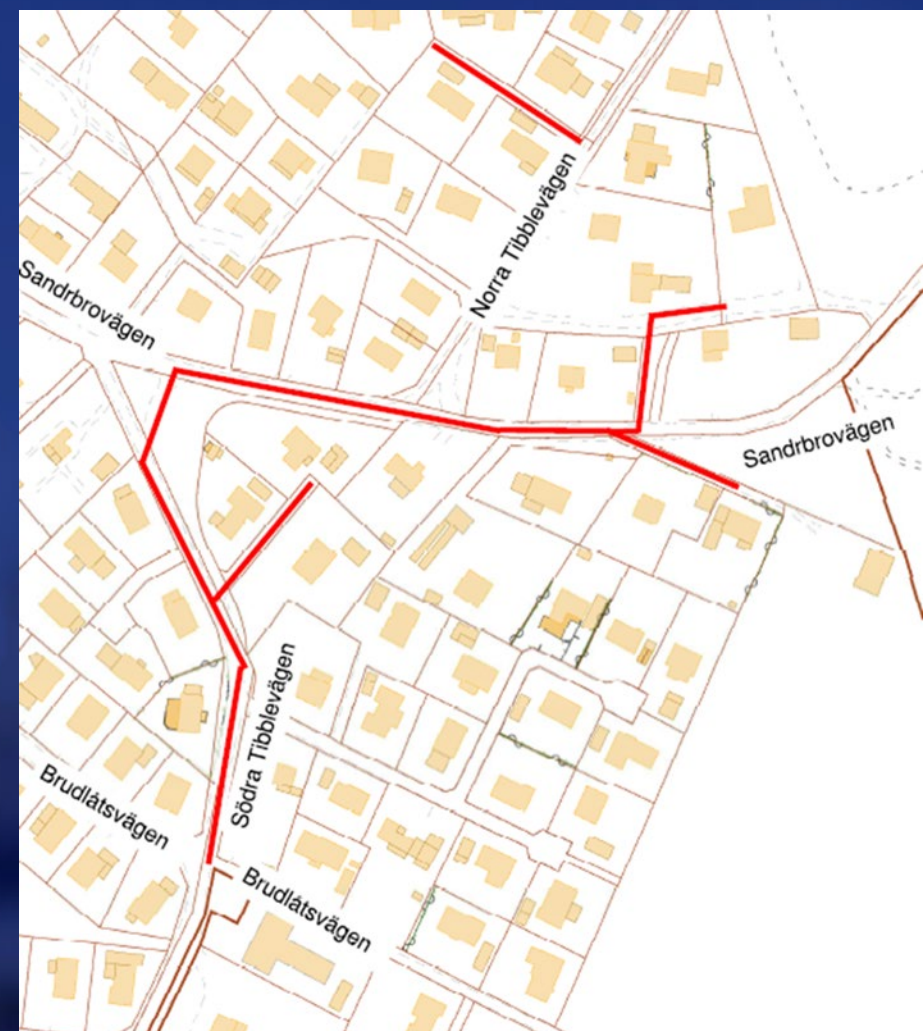 Norra Tibblevägen
Sandrbrovägen
Sandrbrovägen
Södra Tibblevägen
Brudlåtsvägen
Brudlåtsvägen